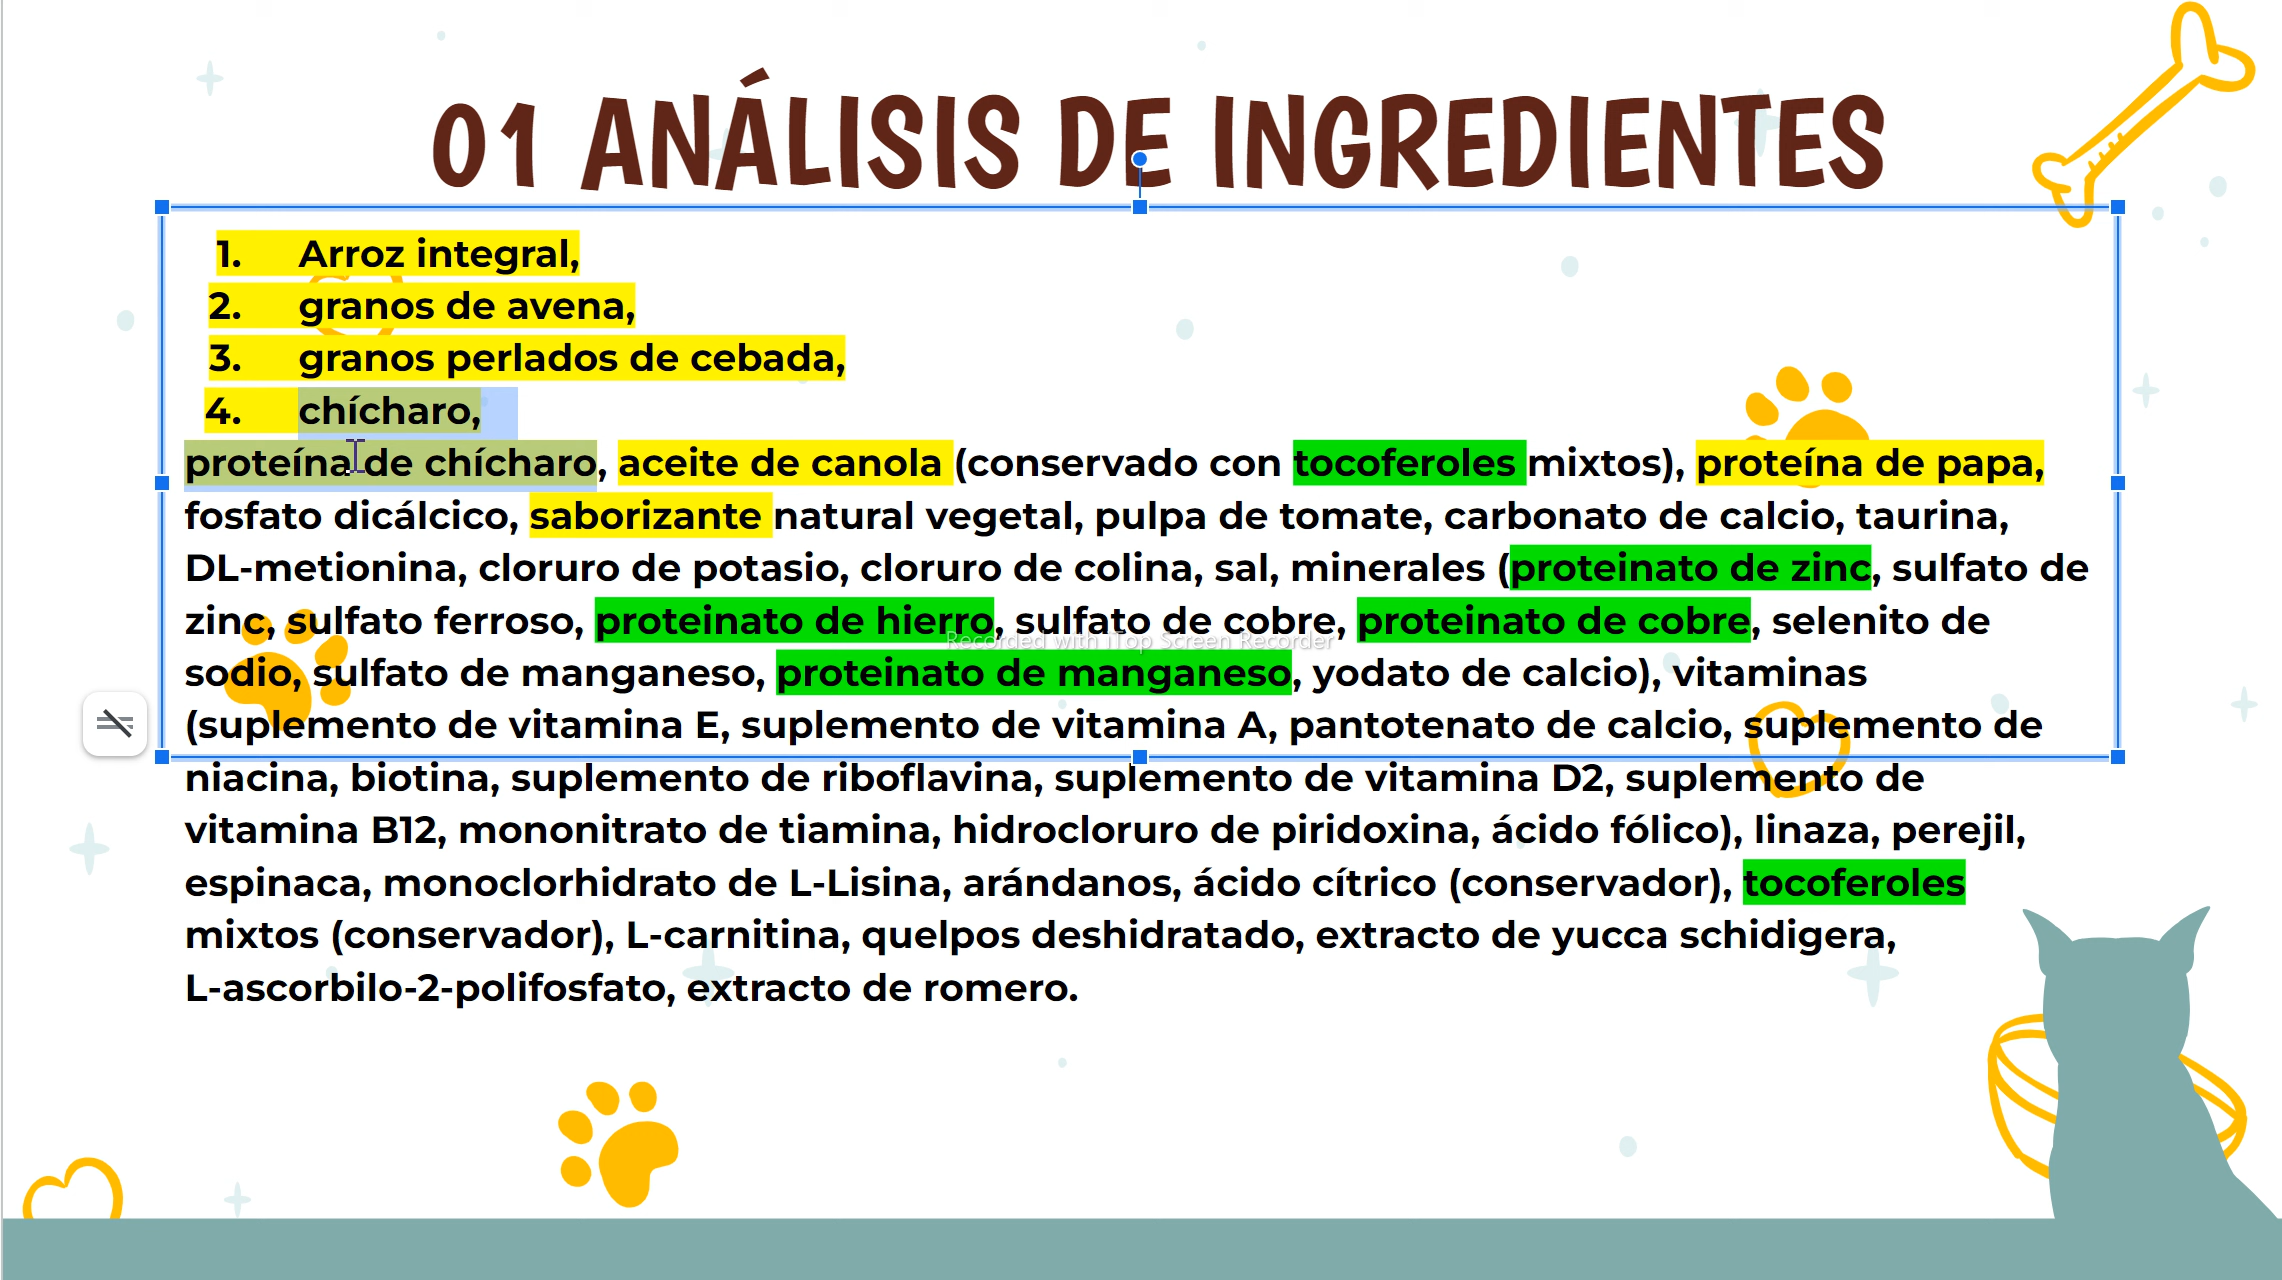 01 ANÁLISIS DE INGREDIENTES
1. Arroz integral,
2. granos de avena,
3. granos perlados de cebada,
4. chícharo,
proteína de chícharo, aceite de canola (conservado con tocoferoles mixtos), proteína de papa,
fosfato dicálcico, saborizante natural vegetal, pulpa de tomate, carbonato de calcio, taurina,
DL-metionina, cloruro de potasio, cloruro de colina, sal, minerales (proteinato de zinc, sulfato de
zinc, sulfato ferroso, proteinato de hierro, sulfato de cobre, proteinato de cobre, selenito de
Recorded with iTop Screen Recorder
sodio, sulfato de manganeso, proteinato de manganeso, yodato de calcio), vitaminas
(suplemento de vitamina E, suplemento de vitamina A, pantotenato de calcio, suplemento de
niacina, biotina, suplemento de riboflavina, suplemento de vitamina D2, suplemento de
vitamina B12, mononitrato de tiamina, hidrocloruro de piridoxina, ácido fólico), linaza, perejil,
espinaca, monoclorhidrato de L-Lisina, arándanos, ácido cítrico (conservador), tocoferoles
mixtos (conservador), L-carnitina, quelpos deshidratado, extracto de yucca schidigera,
L-ascorbilo-2-polifosfato, extracto de romero.